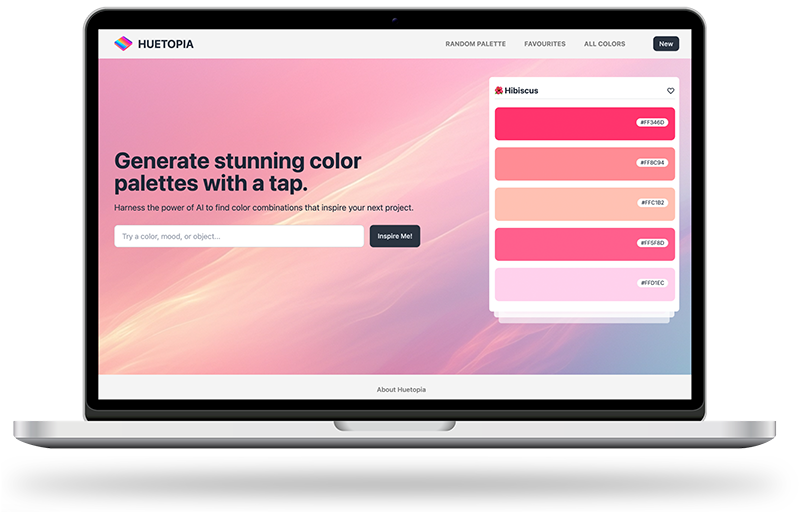 HUETOPIA
RANDOM PALETTE
FAVOURITES
ALL COLORS
New
Generate stunning color
palettes with a tap.
Harness the power of AI to find color combinations that inspire your next project.
Try a color, mood, or object...
Inspire Me!
Hibiscus
#FF346D
#FF8C94
#FFC1B2
#FF5F8D
#FFD1EC
About Huetopia